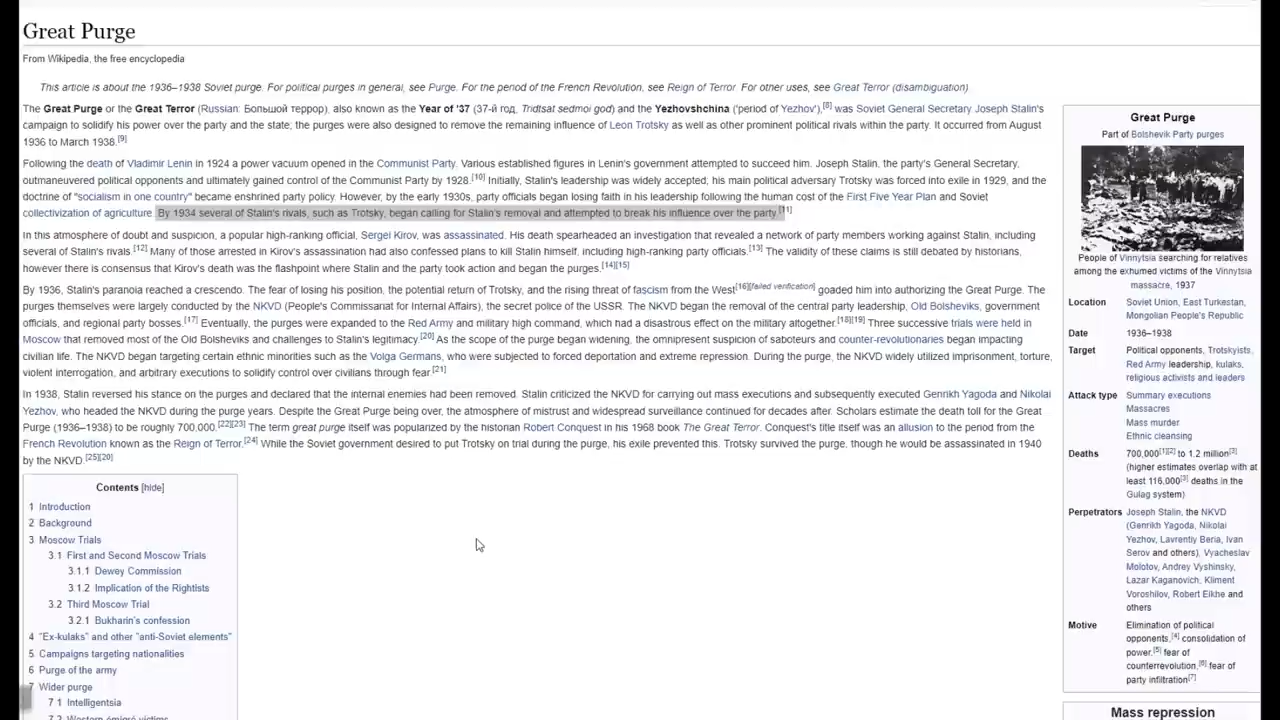 Great Purge
From Wikipedia, the free encyclopedia
This article is about the 1936–1938 Soviet purge. For political purges in general, see Purge. For the period of the French Revolution, see Reign of Terror. For other uses, see Great Terror (disambiguation).
The Great Purge or the Great Terror (Russian: Большой террор), also known as the Year of '37 (37-й год, Tridtsat sedmoi god) and the Yezhovshchina ('period of Yezhov'),[8] was Soviet General Secretary Joseph Stalin's
campaign to solidify his power over the party and the state; the purges were also designed to remove the remaining influence of Leon Trotsky as well as other prominent political rivals within the party. It occurred from August
1936 to March 1938.[9]
Following the death of Vladimir Lenin in 1924 a power vacuum opened in the Communist Party. Various established figures in Lenin's government attempted to succeed him. Joseph Stalin, the party's General Secretary,
outmaneuvered political opponents and ultimately gained control of the Communist Party by 1928.[10] Initially, Stalin's leadership was widely accepted; his main political adversary Trotsky was forced into exile in 1929, and the
doctrine of "socialism in one country" became enshrined party policy. However, by the early 1930s, party officials began losing faith in his leadership following the human cost of the First Five Year Plan and Soviet
collectivization of agriculture. By 1934 several of Stalin's rivals, such as Trotsky, began calling for Stalin's removal and attempted to break his influence over the party.[11]
In this atmosphere of doubt and suspicion, a popular high-ranking official, Sergei Kirov, was assassinated. His death spearheaded an investigation that revealed a network of party members working against Stalin, including
several of Stalin's rivals.[12] Many of those arrested in Kirov's assassination had also confessed plans to kill Stalin himself, including high-ranking party officials.[13] The validity of these claims is still debated by historians,
however there is consensus that Kirov's death was the flashpoint where Stalin and the party took action and began the purges.[14][15]
By 1936, Stalin's paranoia reached a crescendo. The fear of losing his position, the potential return of Trotsky, and the rising threat of fascism from the West[16][failed verification] goaded him into authorizing the Great Purge. The
purges themselves were largely conducted by the NKVD (People's Commissariat for Internal Affairs), the secret police of the USSR. The NKVD began the removal of the central party leadership, Old Bolsheviks, government
officials, and regional party bosses.[17] Eventually, the purges were expanded to the Red Army and military high command, which had a disastrous effect on the military altogether.[18][19] Three successive trials were held in
Moscow that removed most of the Old Bolsheviks and challenges to Stalin's legitimacy.[20] As the scope of the purge began widening, the omnipresent suspicion of saboteurs and counter-revolutionaries began impacting
civilian life. The NKVD began targeting certain ethnic minorities such as the Volga Germans, who were subjected to forced deportation and extreme repression. During the purge, the NKVD widely utilized imprisonment, torture,
violent interrogation, and arbitrary executions to solidify control over civilians through fear.[21]
In 1938, Stalin reversed his stance on the purges and declared that the internal enemies had been removed. Stalin criticized the NKVD for carrying out mass executions and subsequently executed Genrikh Yagoda and Nikolai
Yezhov, who headed the NKVD during the purge years. Despite the Great Purge being over, the atmosphere of mistrust and widespread surveillance continued for decades after. Scholars estimate the death toll for the Great
Purge (1936–1938) to be roughly 700,000.[22][23] The term great purge itself was popularized by the historian Robert Conquest in his 1968 book The Great Terror. Conquest's title itself was an allusion to the period from the
French Revolution known as the Reign of Terror.[24] While the Soviet government desired to put Trotsky on trial during the purge, his exile prevented this. Trotsky survived the purge, though he would be assassinated in 1940
by the NKVD.[25][20]
Contents [hide]
1 Introduction
2 Background
3 Moscow Trials
3.1 First and Second Moscow Trials
3.1.1 Dewey Commission
3.1.2 Implication of the Rightists
3.2 Third Moscow Trial
3.2.1 Bukharin's confession
4 "Ex-kulaks" and other "anti-Soviet elements"
5 Campaigns targeting nationalities
6 Purge of the army
7 Wider purge
7.1 Intelligentsia
7.2 Western émigré victims
Great Purge
Part of Bolshevik Party purges
People of Vinnytsia searching for relatives
among the exhumed victims of the Vinnytsia
massacre, 1937
Location Soviet Union, East Turkestan,
Mongolian People's Republic
Date 1936–1938
Target Political opponents, Trotskyists,
Red Army leadership, kulaks,
religious activists and leaders
Attack type Summary executions
Massacres
Mass murder
Ethnic cleansing
Deaths 700,000[1][2] to 1.2 million[3]
(higher estimates overlap with at
least 116,000[3] deaths in the
Gulag system)
Perpetrators Joseph Stalin, the NKVD
(Genrikh Yagoda, Nikolai
Yezhov, Lavrentiy Beria, Ivan
Serov and others), Vyacheslav
Molotov, Andrey Vyshinsky,
Lazar Kaganovich, Kliment
Voroshilov, Robert Eikhe and
others
Motive Elimination of political
opponents,[4] consolidation of
power,[5] fear of
counterrevolution,[6] fear of
party infiltration[7]
Mass repression